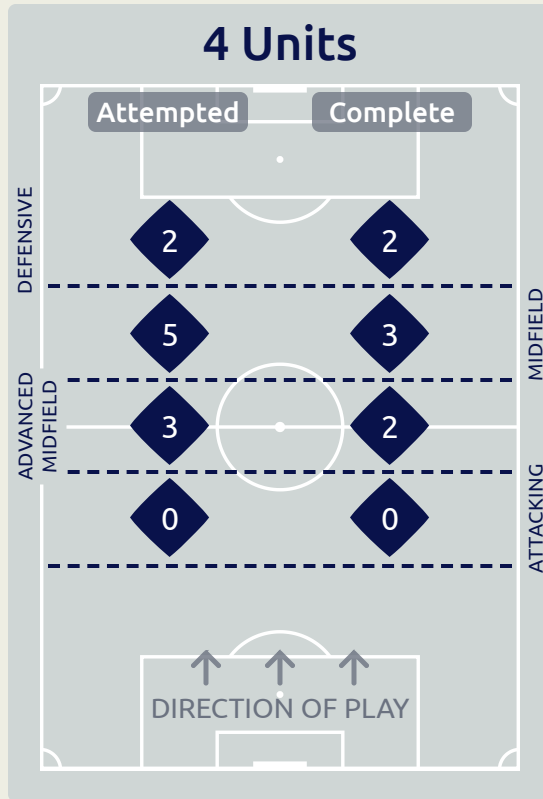 4 Units
Attempted Complete
DEFENSIVE
2 2
MIDFIELD
5 3
ADVANCED
MIDFIELD
3 2
ATTACKING
0 0
DIRECTION OF PLAY